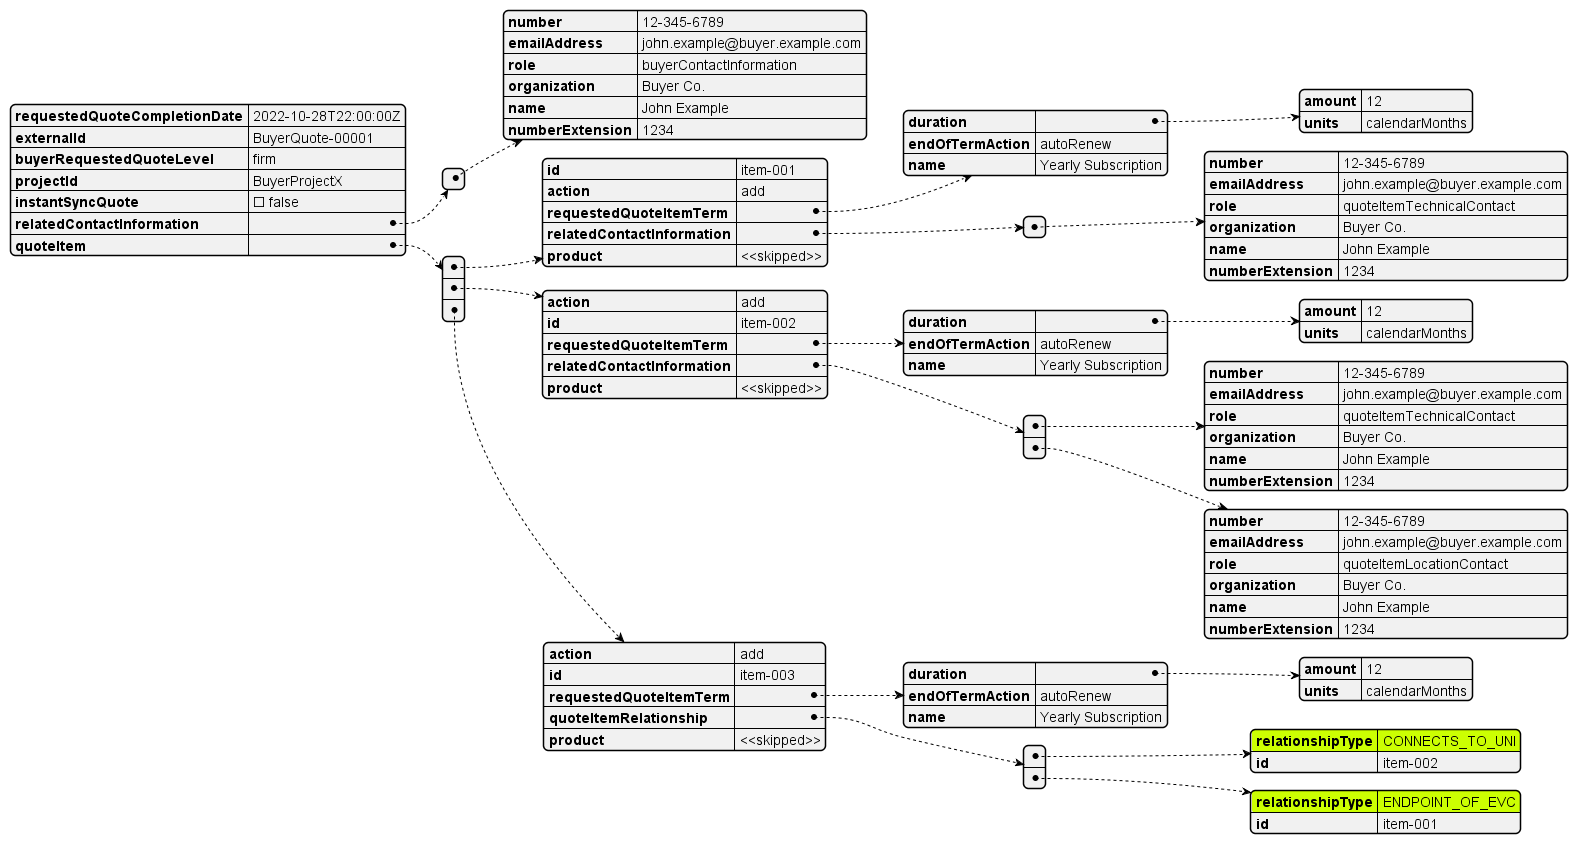 requestedQuoteCompletionDate 2022-10-28T22:00:00Z
externalId BuyerQuote-00001
buyerRequestedQuoteLevel firm
projectId BuyerProjectX
instantSyncQuote ☐ false
relatedContactInformation
quoteItem
number 12-345-6789
emailAddress john.example@buyer.example.com
role buyerContactInformation
organization Buyer Co.
name John Example
numberExtension 1234
id item-001
action add
requestedQuoteItemTerm
relatedContactInformation
product <<skipped>>
duration
endOfTermAction autoRenew
name Yearly Subscription
amount 12
units calendarMonths
number 12-345-6789
emailAddress john.example@buyer.example.com
role quoteItemTechnicalContact
organization Buyer Co.
name John Example
numberExtension 1234
action add
id item-002
requestedQuoteItemTerm
relatedContactInformation
product <<skipped>>
duration
endOfTermAction autoRenew
name Yearly Subscription
amount 12
units calendarMonths
number 12-345-6789
emailAddress john.example@buyer.example.com
role quoteItemTechnicalContact
organization Buyer Co.
name John Example
numberExtension 1234
number 12-345-6789
emailAddress john.example@buyer.example.com
role quoteItemLocationContact
organization Buyer Co.
name John Example
numberExtension 1234
action add
id item-003
requestedQuoteItemTerm
quoteItemRelationship
product <<skipped>>
duration
endOfTermAction autoRenew
name Yearly Subscription
amount 12
units calendarMonths
relationshipType CONNECTS_TO_UNI
id item-002
relationshipType ENDPOINT_OF_EVC
id item-001